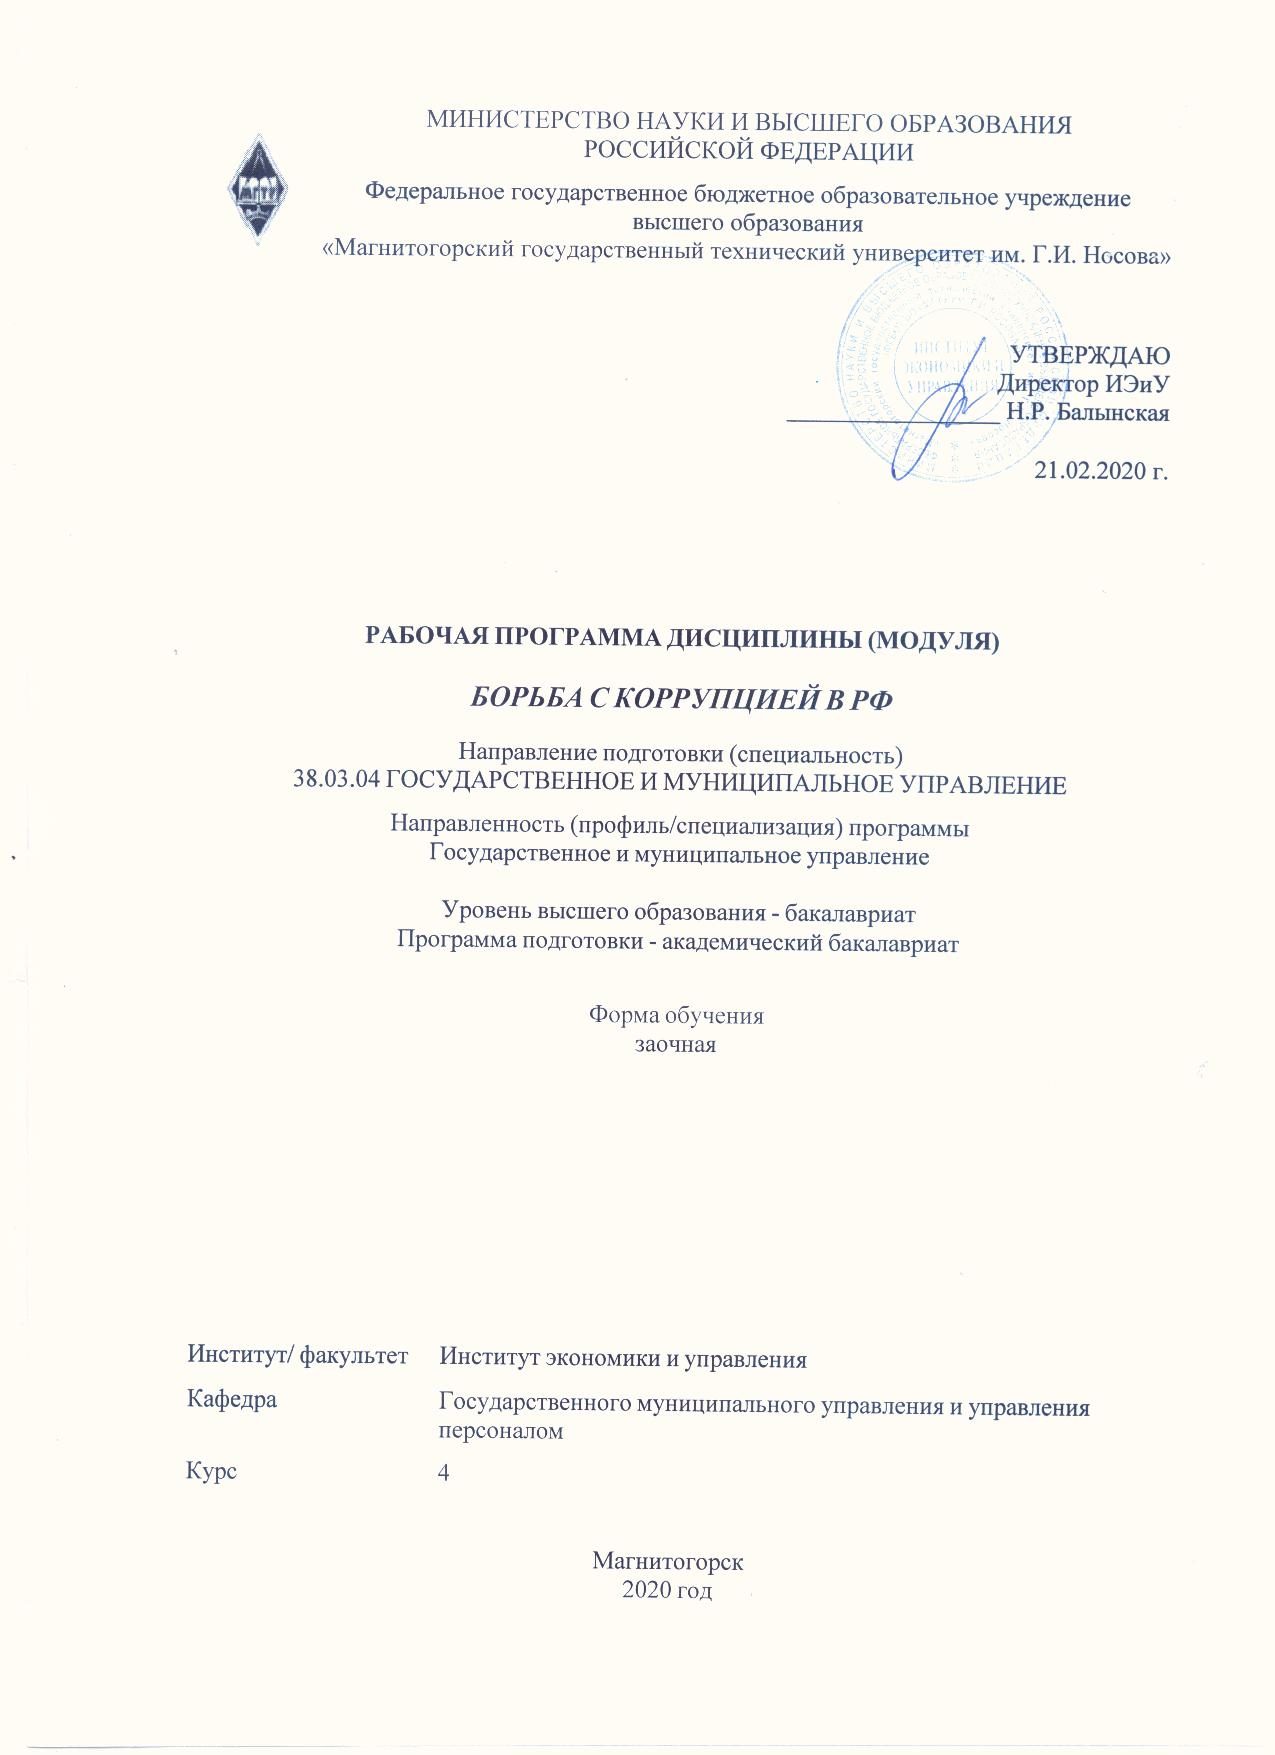 МИНИСТЕРСТВО НАУКИ И ВЫСШЕГО ОБРАЗОВАНИЯ
РОССИЙСКОЙ ФЕДЕРАЦИИ
Федеральное государственное бюджетное образовательное учреждение
высшего образования
«Магнитогорский государственный технический университет им. Г.И. Носова»
ИНСТИТУТ
ЭКОНОМИКИ И
УПРАВЛЕНИЯ
УТВЕРЖДАЮ
Директор ИЭиУ
Н.Р. Балынская
21.02.2020 г.
РАБОЧАЯ ПРОГРАММА ДИСЦИПЛИНЫ (МОДУЛЯ)
БОРЬБА С КОРРУПЦИЕЙ В РФ
Направление подготовки (специальность)
38.03.04 ГОСУДАРСТВЕННОЕ И МУНИЦИПАЛЬНОЕ УПРАВЛЕНИЕ
Направленность (профиль/специализация) программы
Государственное и муниципальное управление
Уровень высшего образования - бакалавриат
Программа подготовки - академический бакалавриат
Форма обучения
заочная
Институт/ факультет Институт экономики и управления
Кафедра Государственного муниципального управления и управления
персоналом
Курс 4
Магнитогорск
2020 год